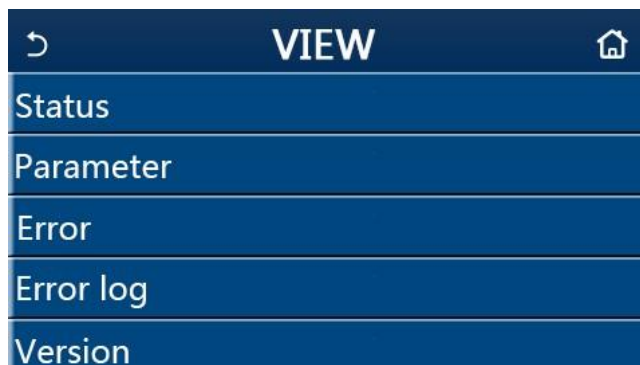 VIEW
Status
Parameter
Error
Error log
Version